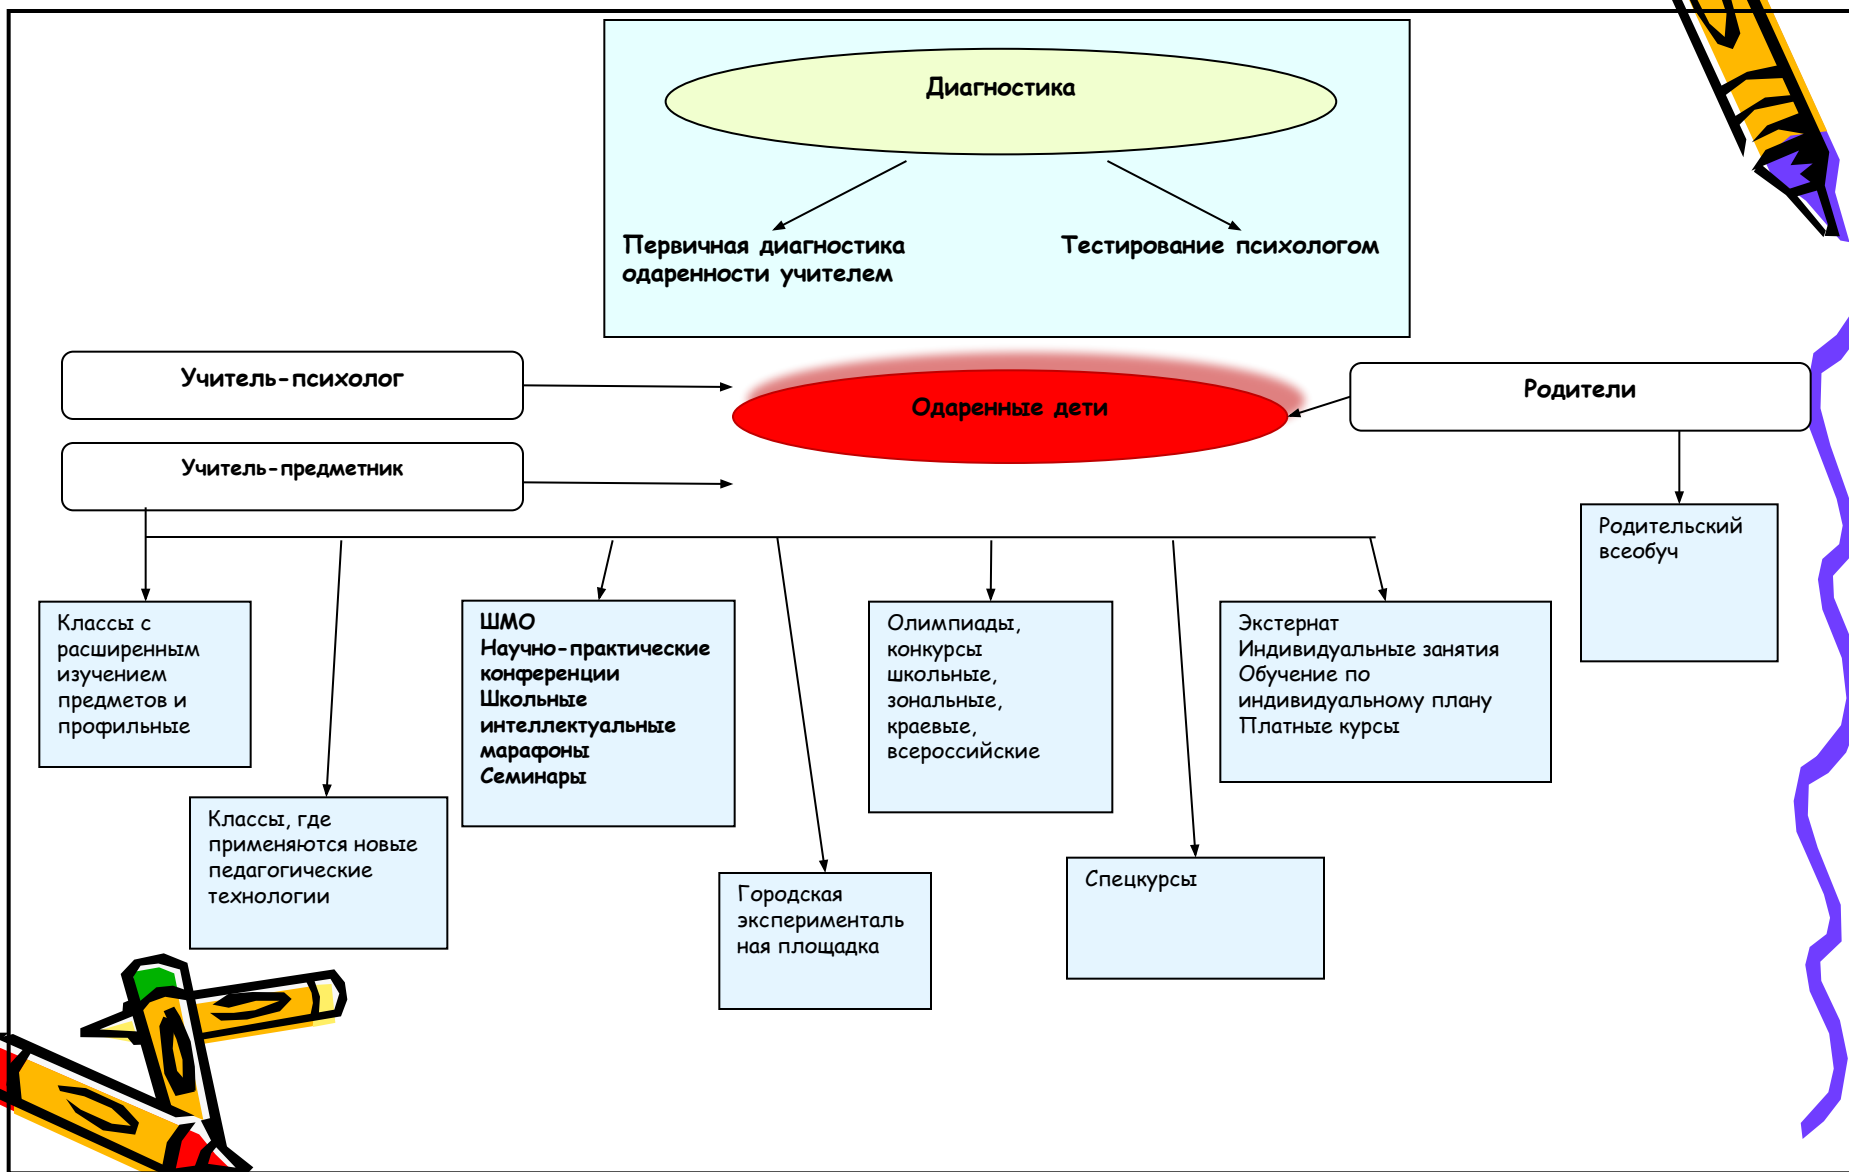 Диагностика
Первичная диагностика
одаренности учителем
Тестирование психологом
Учитель-психолог
Одаренные дети
Родители
Учитель-предметник
Родительский
всеобуч
Классы с
расширенным
изучением
предметов и
профильные
Классы, где
применяются новые
педагогические
технологии
ШМО
Научно-практические
конференции
Школьные
интеллектуальные
марафоны
Семинары
Городская
эксперименталь
ная площадка
Олимпиады,
конкурсы
школьные,
зональные,
краевые,
всероссийские
Спецкурсы
Экстернат
Индивидуальные занятия
Обучение по
индивидуальному плану
Платные курсы